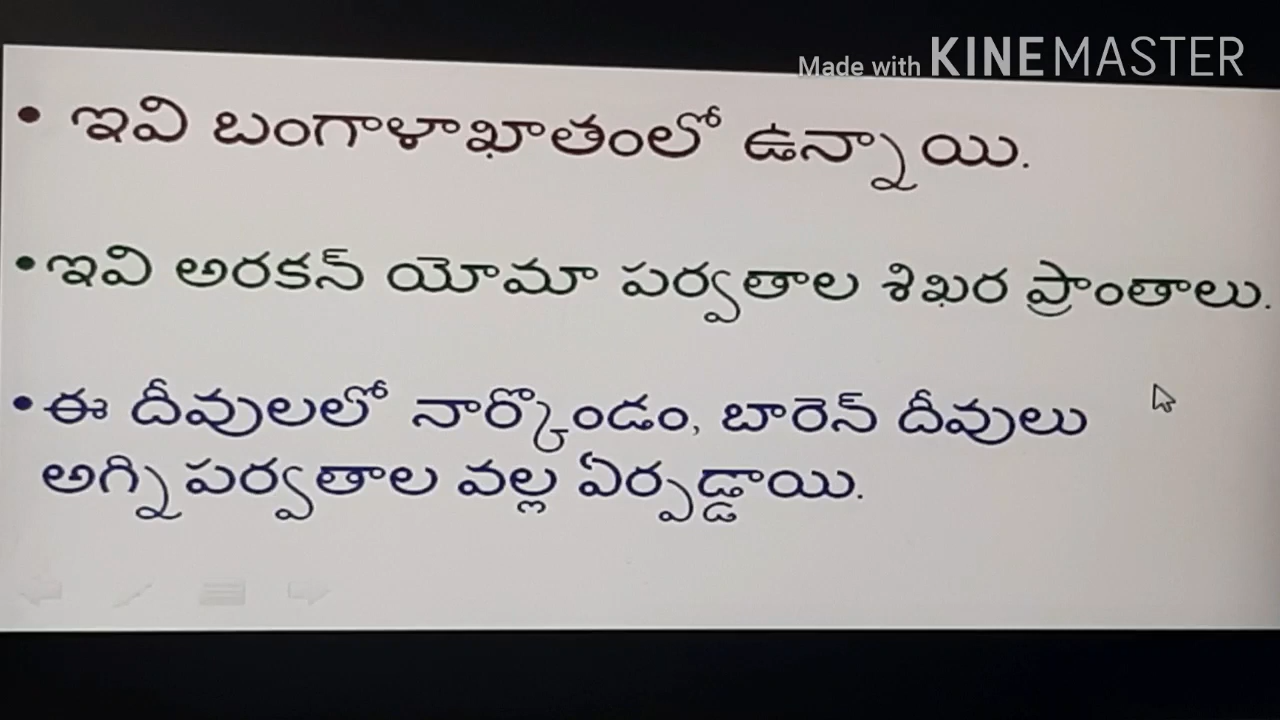 Made with KINEMASTER
• ఇవి బంగాళాఖాతంలో ఉన్నాయి.
•ఇవి అరకన్ యోమా పర్వతాల శిఖర ప్రాంతాలు.
•ఈ దీవులలో నార్కొండం, బారెన్ దీవులు
అగ్ని పర్వతాల వల్ల ఏర్పడ్డాయి.